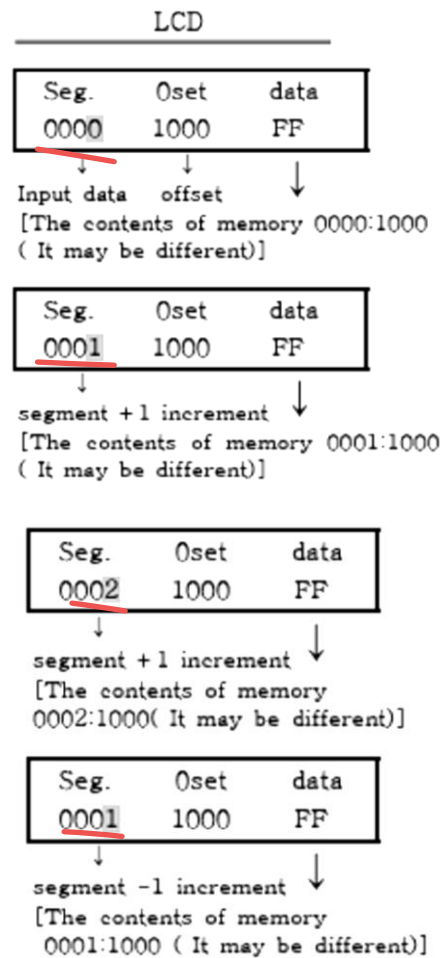 LCD
Seg. Oset data
0000 1000 FF
Input data offset
[The contents of memory 0000:1000
( It may be different)]
Seg. Oset data
0001 1000 FF
segment +1 increment
[The contents of memory 0001:1000
( It may be different)]
Seg. Oset data
0002 1000 FF
segment +1 increment
[The contents of memory
0002:1000( It may be different)]
Seg. Oset data
0001 1000 FF
segment -1 increment
[The contents of memory
0001:1000 ( It may be different)]